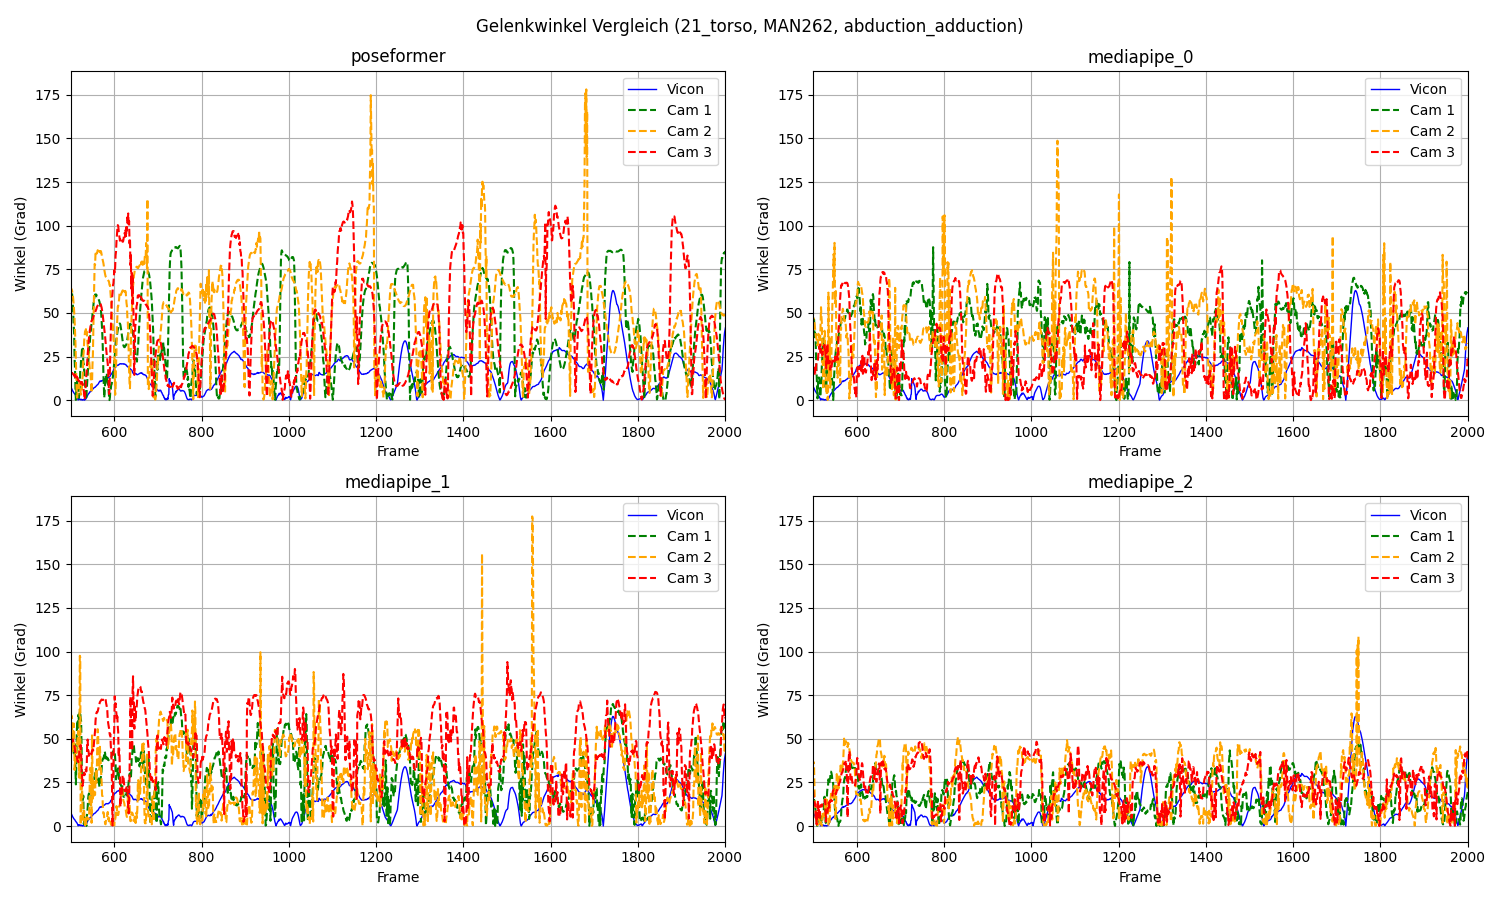 Gelenkwinkel Vergleich (21_torso, MAN262, abduction_adduction)
poseformer
Winkel (Grad)
175
150
125
100
75
50
25
0
600 800 1000 1200 1400 1600 1800 2000
Frame
Vicon
Cam 1
Cam 2
Cam 3
mediapipe_0
Winkel (Grad)
175
150
125
100
75
50
25
0
600 800 1000 1200 1400 1600 1800 2000
Frame
Vicon
Cam 1
Cam 2
Cam 3
mediapipe_1
Winkel (Grad)
175
150
125
100
75
50
25
0
600 800 1000 1200 1400 1600 1800 2000
Frame
Vicon
Cam 1
Cam 2
Cam 3
mediapipe_2
Winkel (Grad)
175
150
125
100
75
50
25
0
600 800 1000 1200 1400 1600 1800 2000
Frame
Vicon
Cam 1
Cam 2
Cam 3